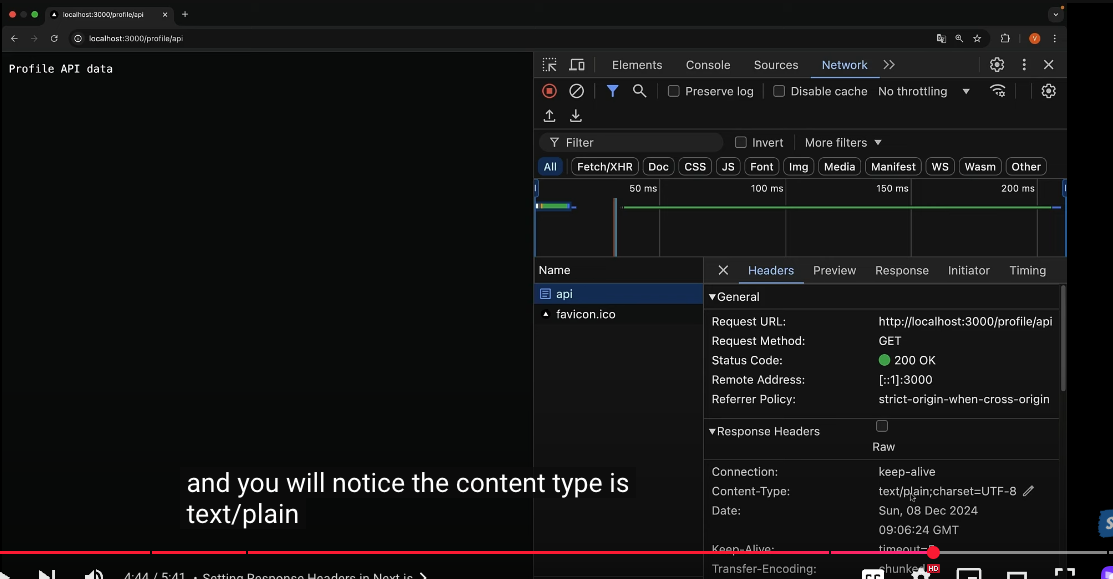 localhost:3000/profile/api
localhost:3000/profile/api
Profile API data
Elements Console Sources Network
Preserve log Disable cache No throttling
Filter Invert More filters
All Fetch/XHR Doc CSS JS Font Img Media Manifest WS Wasm Other
50 ms 100 ms 150 ms 200 ms
Name
api
favicon.ico
Headers Preview Response Initiator Timing
General
Request URL: http://localhost:3000/profile/api
Request Method: GET
Status Code: 200 OK
Remote Address: [::1]:3000
Referrer Policy: strict-origin-when-cross-origin
Response Headers
Raw
Connection: keep-alive
Content-Type: text/plain;charset=UTF-8
Date: Sun, 08 Dec 2024
09:06:24 GMT
Keep-Alive:
Transfer-Encoding: chunked
and you will notice the content type is
text/plain
4:44 / 5:41 • Setting Response Headers in Next.js
HD